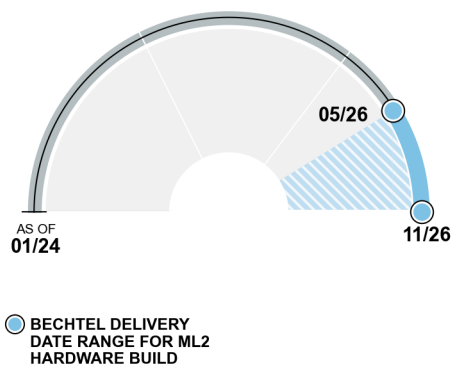 05/26
AS OF
01/24
11/26
BECHTEL DELIVERY
DATE RANGE FOR ML2
HARDWARE BUILD